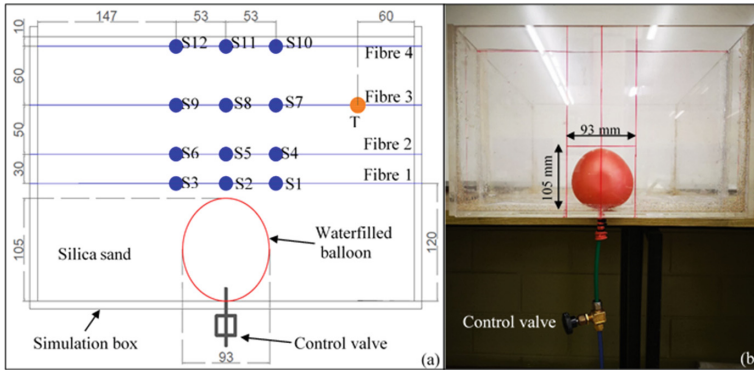 147 53 53 60
10
S12 S11 S10
Fibre 4
60
S9 S8 S7 Fibre 3
T
50
S6 S5 S4 Fibre 2
30
S3 S2 S1 Fibre 1
105
Silica sand
Waterfilled
balloon
120
Simulation box
Control valve
93
(a)
93 mm
105 mm
Control valve
(b)